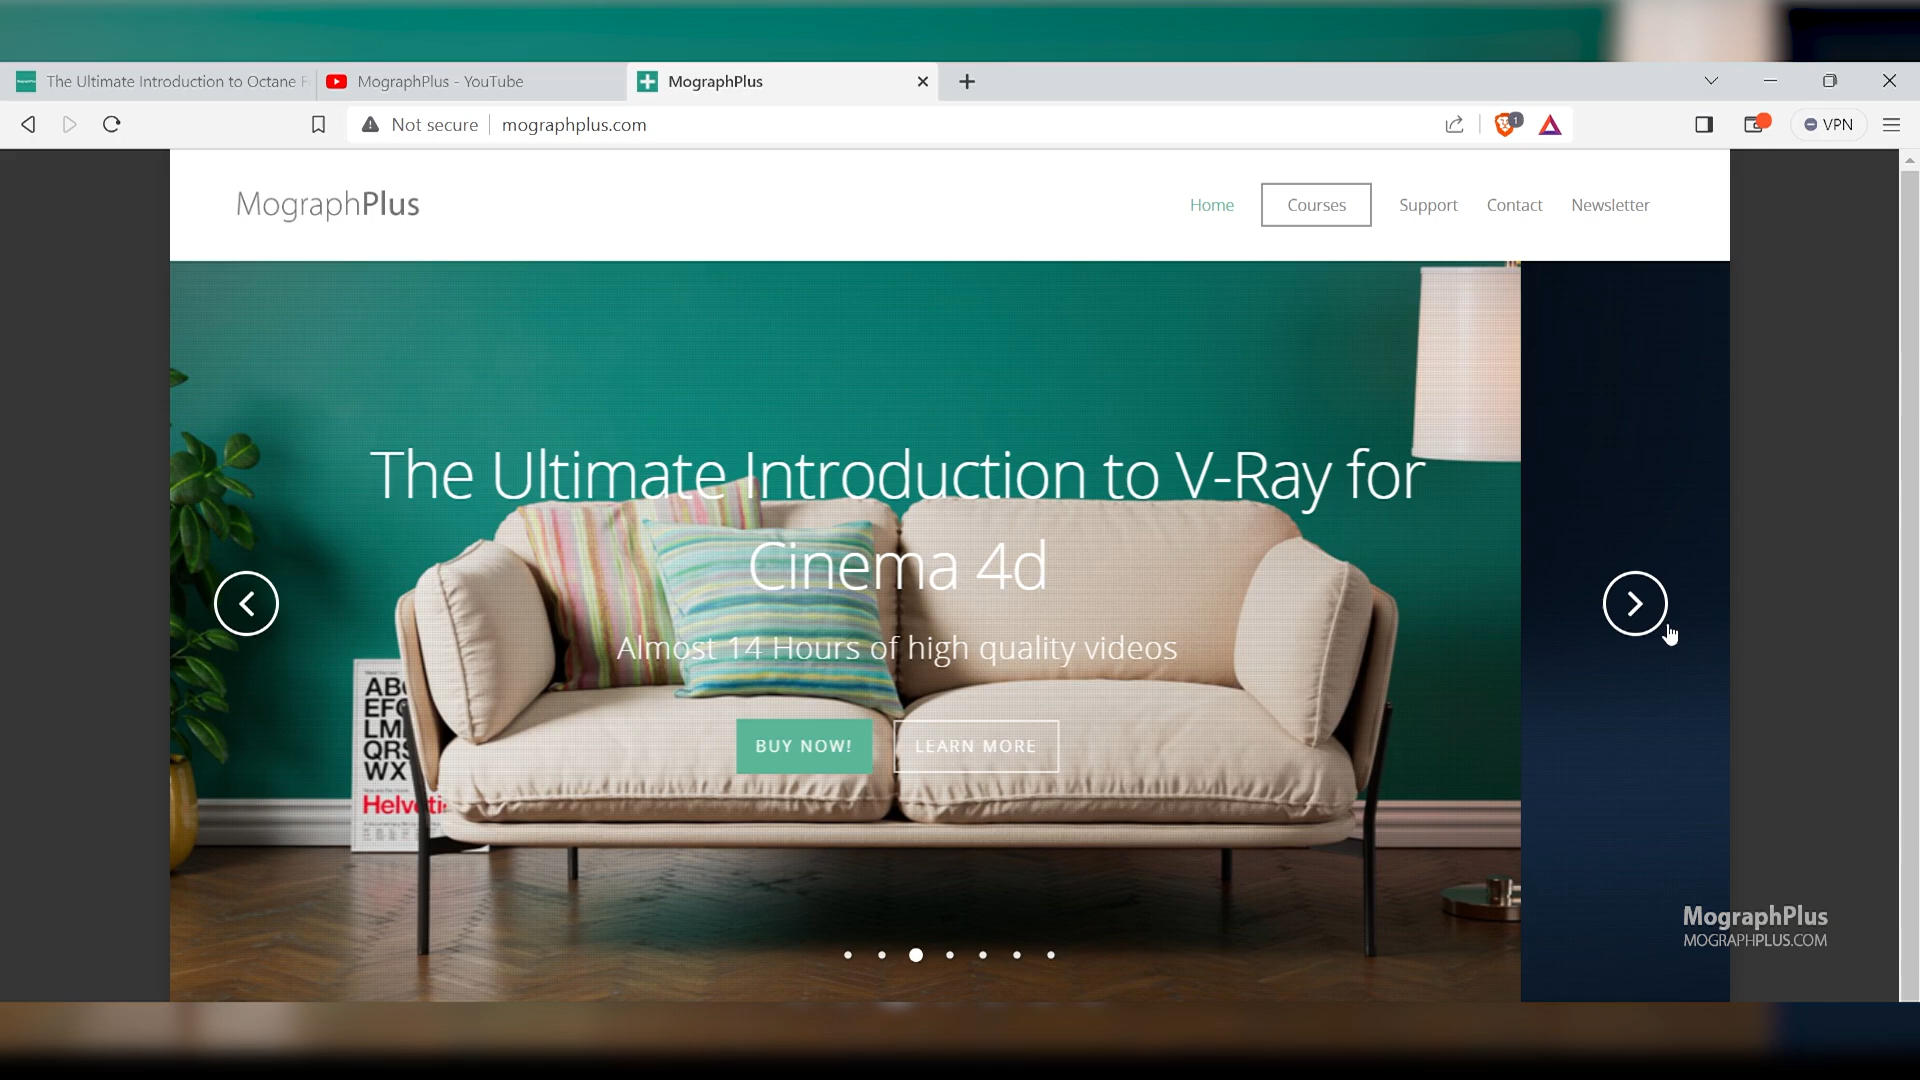 The Ultimate Introduction to Octane F
MographPlus - YouTube
MographPlus
Not secure
mographplus.com
1
VPN
MographPlus
Home
Courses
Support
Contact
Newsletter
The Ultimate Introduction to V-Ray for
Cinema 4d
Almost 14 Hours of high quality videos
BUY NOW!
LEARN MORE
MographPlus
MOGRAPHPLUS.COM